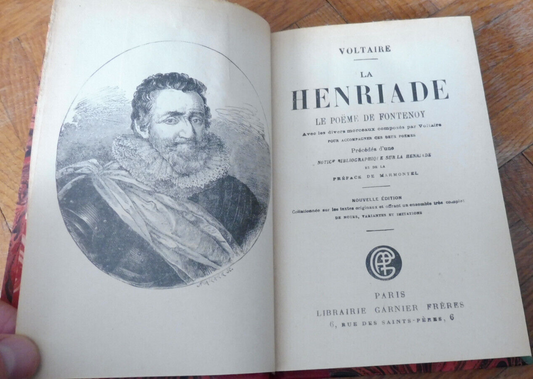 VOLTAIRE
LA
HENRIADE
LE POÈME DE FONTENOY
Avec les divers morceaux composés par Voltaire
POUR ACCOMPAGNER CES DEUX POÈMES
Précédés d'une
NOTICE BIBLIOGRAPHIQUE SUR LA HENRIADE
ET DE LA
PRÉFACE DE MARMONTEL
NOUVELLE ÉDITION
Collationnée sur les textes originaux et offrant un ensemble très complet
DE NOTES, VARIANTES ET IMITATIONS
PARIS
LIBRAIRIE GARNIER FRÈRES
6, RUE DES SAINTS-PÈRES, 6